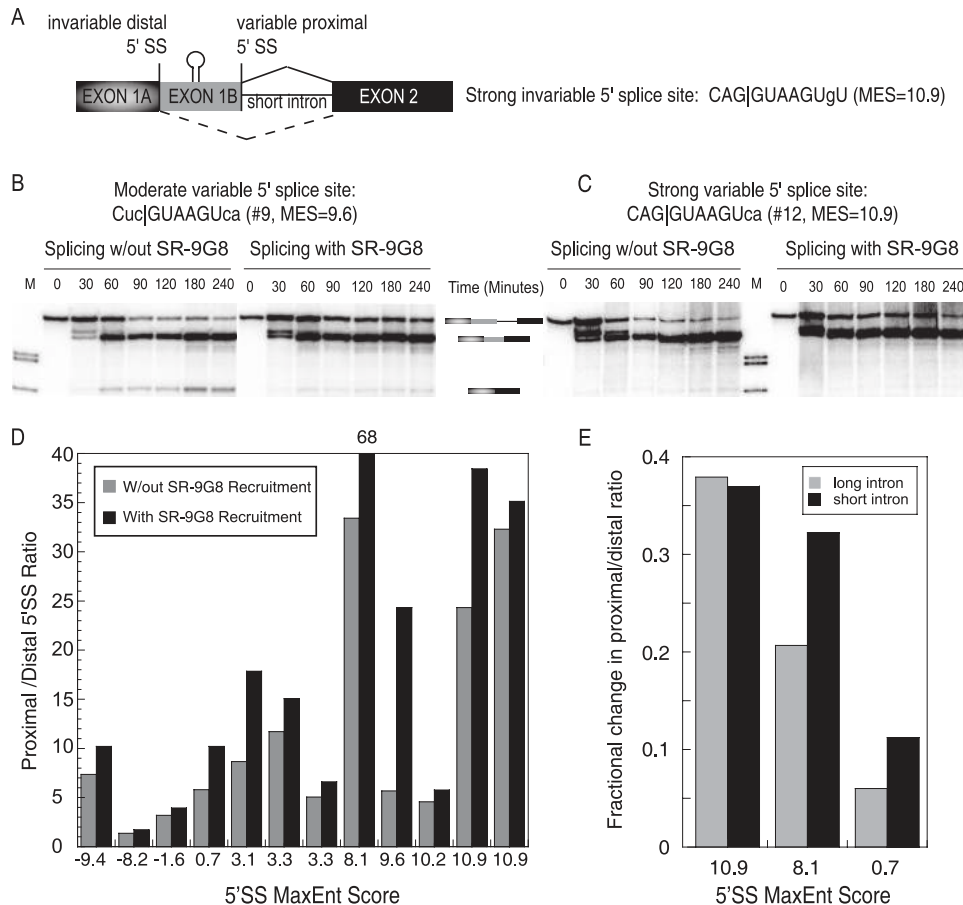 A
invariable distal
5' SS
variable proximal
5' SS
EXON 1A
EXON 1B
short intron
EXON 2
Strong invariable 5' splice site: CAG|GUAAGUgU (MES=10.9)
B
Moderate variable 5' splice site:
Cuc|GUAAGUca (#9, MES=9.6)
Splicing w/out SR-9G8
Splicing with SR-9G8
M
0 30 60 90 120 180 240
0 30 60 90 120 180 240
Time (Minutes)
C
Strong variable 5' splice site:
CAG|GUAAGUca (#12, MES=10.9)
Splicing w/out SR-9G8
Splicing with SR-9G8
0 30 60 90 120 180 240
M
0 30 60 90 120 180 240
D
68
W/out SR-9G8 Recruitment
With SR-9G8 Recruitment
Proximal /Distal 5'SS Ratio
40
35
30
25
20
15
10
5
0
-9.4 -8.2 -1.6 0.7 3.1 3.3 3.3 8.1 9.6 10.2 10.9 10.9
5'SS MaxEnt Score
E
long intron
short intron
Fractional change in proximal/distal ratio
0.4
0.3
0.2
0.1
0
10.9 8.1 0.7
5'SS MaxEnt Score